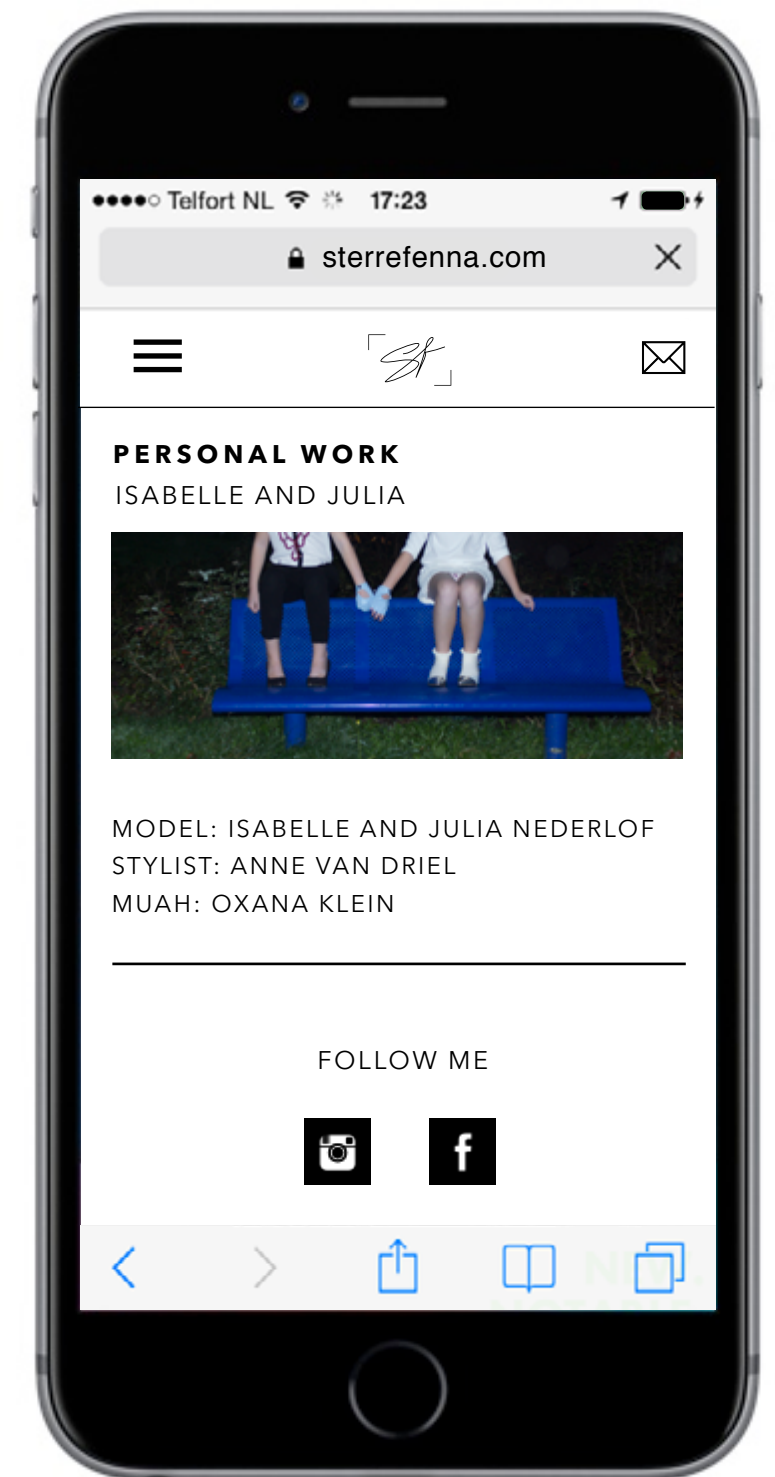 Telfort NL 17:23
sterrefenna.com
Sf
PERSONAL WORK
ISABELLE AND JULIA
MODEL: ISABELLE AND JULIA NEDERLOF
STYLIST: ANNE VAN DRIEL
MUAH: OXANA KLEIN
FOLLOW ME
f